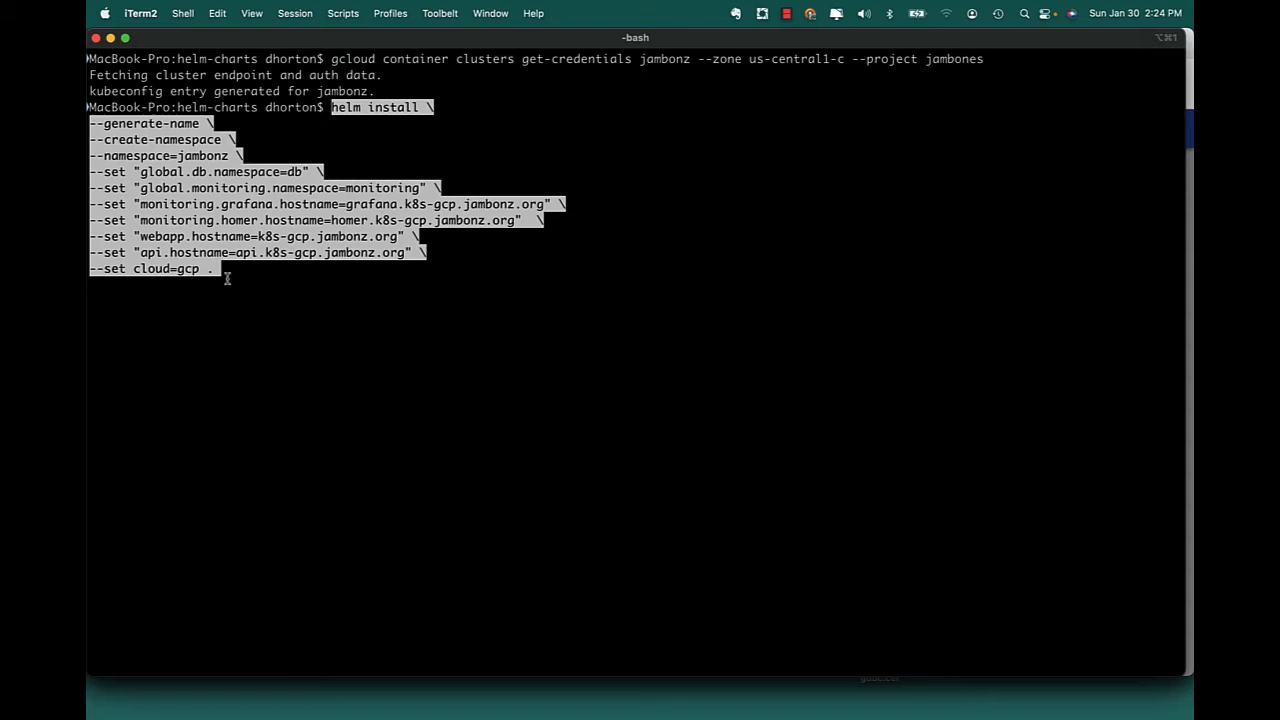 iTerm2 Shell Edit View Session Scripts Profiles Toolbelt Window Help Sun Jan 30 2:24 PM
-bash ⌥⌘1
MacBook-Pro:helm-charts dhorton$ gcloud container clusters get-credentials jambonz --zone us-central1-c --project jambones
Fetching cluster endpoint and auth data.
kubeconfig entry generated for jambonz.
MacBook-Pro:helm-charts dhorton$ helm install \
--generate-name \
--create-namespace \
--namespace=jambonz \
--set "global.db.namespace=db" \
--set "global.monitoring.namespace=monitoring" \
--set "monitoring.grafana.hostname=grafana.k8s-gcp.jambonz.org" \
--set "monitoring.homer.hostname=homer.k8s-gcp.jambonz.org"  \
--set "webapp.hostname=k8s-gcp.jambonz.org" \
--set "api.hostname=api.k8s-gcp.jambonz.org" \
--set cloud=gcp .